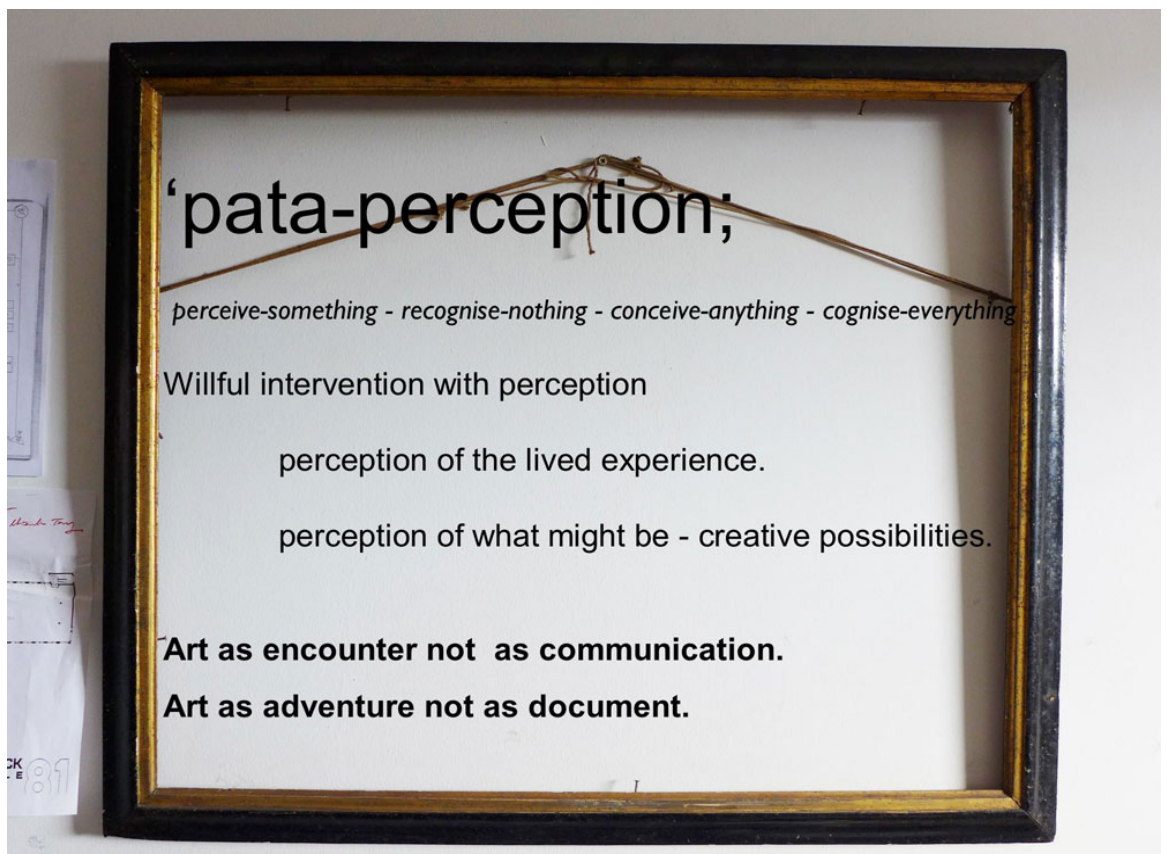 ‘pata-perception;
perceive-something - recognise-nothing - conceive-anything - cognise-everything
Willful intervention with perception
perception of the lived experience.
perception of what might be - creative possibilities.
Art as encounter not  as communication.
Art as adventure not as document.
CK
L E 81